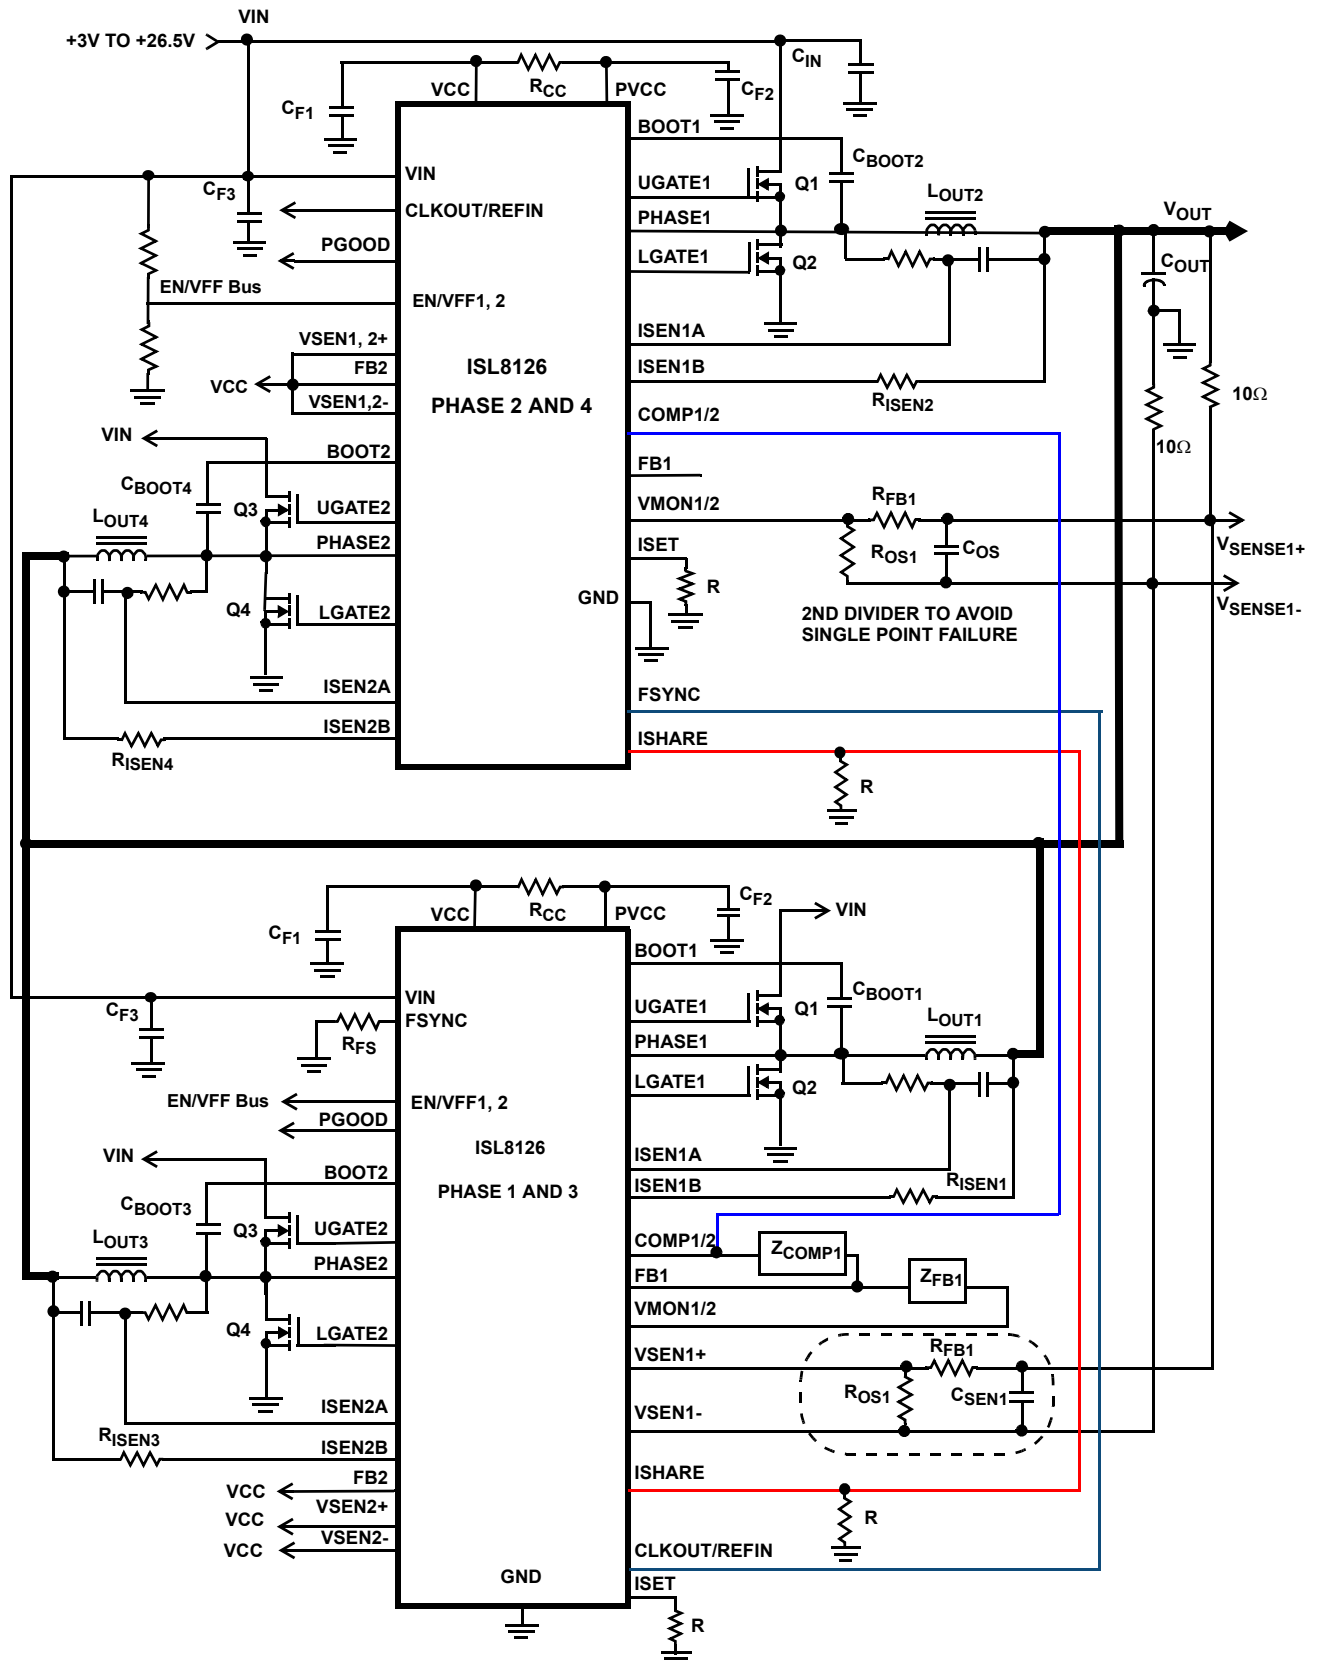 VIN
+3V TO +26.5V
CIN
VCC
RCC
PVCC
CF1
CF2
BOOT1
CBOOT2
VIN
CF3
UGATE1
Q1
LOUT2
CLKOUT/REFIN
PHASE1
VOUT
PGOOD
LGATE1
Q2
COUT
EN/VFF Bus
EN/VFF1, 2
VSEN1, 2+
ISEN1A
FB2
ISL8126
ISEN1B
VCC
VSEN1,2-
PHASE 2 AND 4
RISEN2
10Ω
COMP1/2
VIN
BOOT2
10Ω
FB1
CBOOT4
RFB1
Q3
UGATE2
VMON1/2
LOUT4
PHASE2
ISET
ROS1
COS
VSENSE1+
R
Q4
LGATE2
GND
VSENSE1-
2ND DIVIDER TO AVOID
SINGLE POINT FAILURE
ISEN2A
FSYNC
ISEN2B
ISHARE
RISEN4
R
VCC
RCC
PVCC
CF2
CF1
VIN
BOOT1
VIN
CF3
FSYNC
RFS
UGATE1
Q1
CBOOT1
LOUT1
PHASE1
LGATE1
Q2
EN/VFF Bus
EN/VFF1, 2
PGOOD
ISL8126
VIN
ISEN1A
BOOT2
ISEN1B
RISEN1
PHASE 1 AND 3
CBOOT3
Q3
UGATE2
LOUT3
COMP1/2
ZCOMP1
PHASE2
FB1
ZFB1
VMON1/2
Q4
LGATE2
VSEN1+
RFB1
ROS1
CSEN1
ISEN2A
VSEN1-
RISEN3
ISEN2B
FB2
ISHARE
VCC
VSEN2+
VCC
R
VSEN2-
VCC
CLKOUT/REFIN
GND
ISET
R